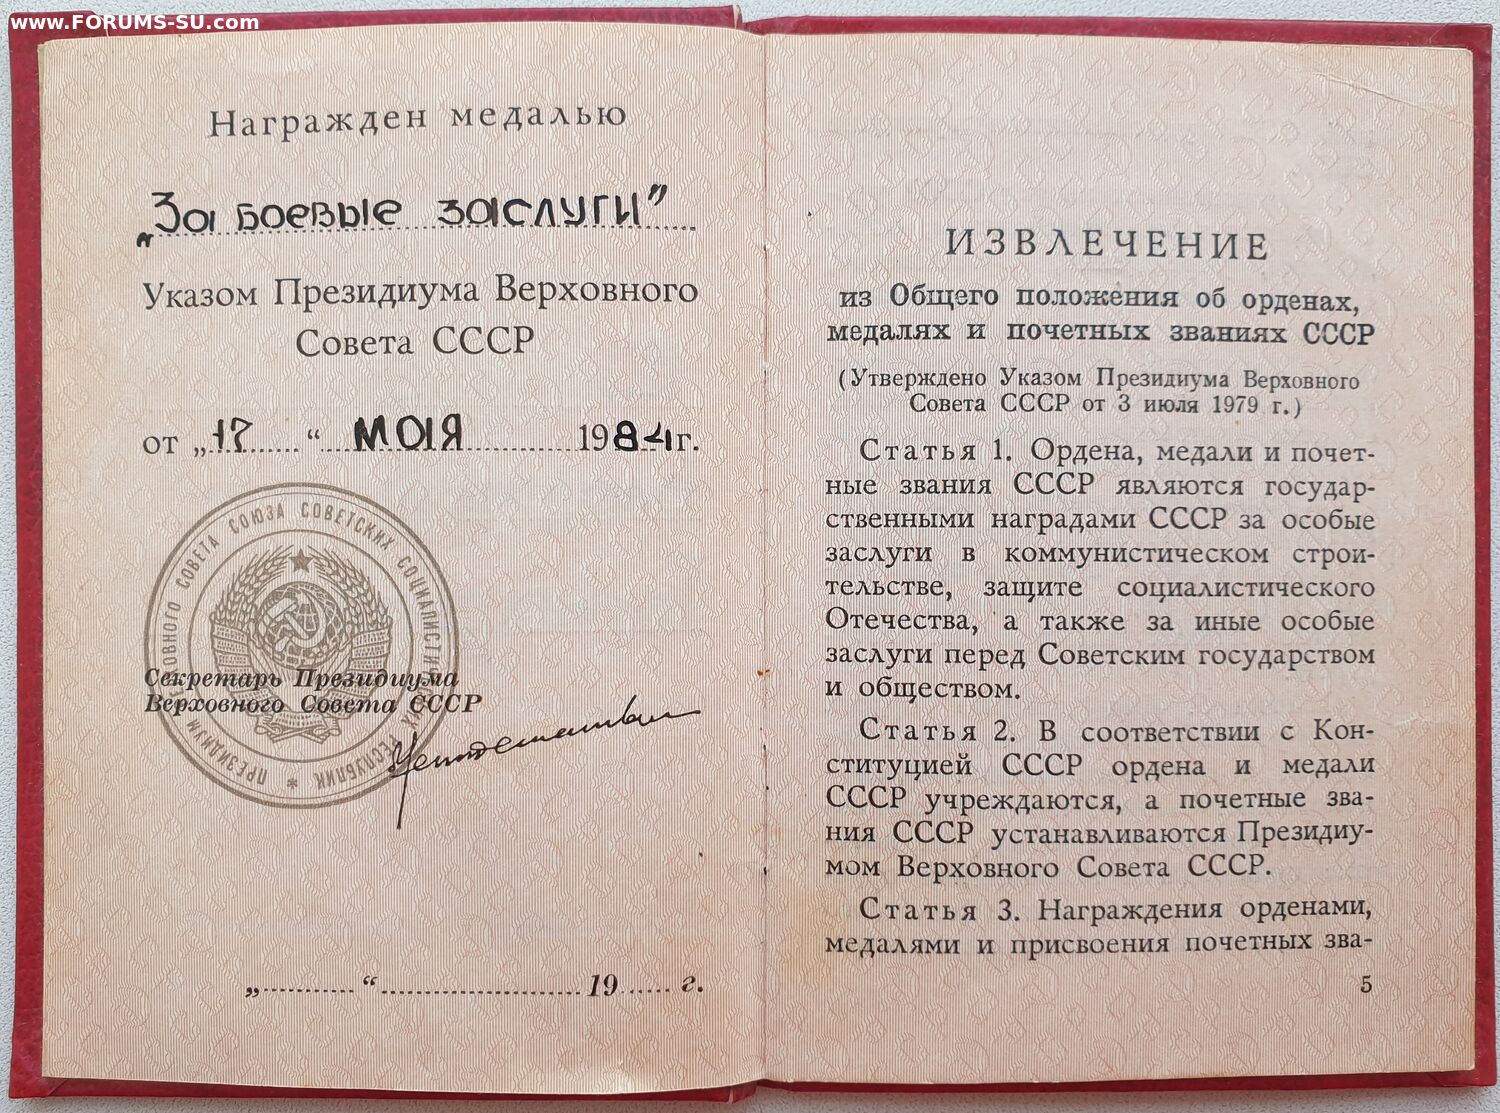 www.FORUMS-SU.com
Награжден медалью
„За боевые заслуги”
Указом Президиума Верховного
Совета СССР
от „17“ мая 1984 г.
ПРЕЗИДИУМ ВЕРХОВНОГО СОВЕТА СОЮЗА СОВЕТСКИХ СОЦИАЛИСТИЧЕСКИХ РЕСПУБЛИК *
Секретарь Президиума
Верховного Совета СССР
„..........“ .................... 19...... г.
ИЗВЛЕЧЕНИЕ
из Общего положения об орденах,
медалях и почетных званиях СССР
(Утверждено Указом Президиума Верховного
Совета СССР от 3 июля 1979 г.)
Статья 1. Ордена, медали и почет-
ные звания СССР являются государ-
ственными наградами СССР за особые
заслуги в коммунистическом строи-
тельстве, защите социалистического
Отечества, а также за иные особые
заслуги перед Советским государством
и обществом.
Статья 2. В соответствии с Кон-
ституцией СССР ордена и медали
СССР учреждаются, а почетные зва-
ния СССР устанавливаются Президиу-
мом Верховного Совета СССР.
Статья 3. Награждения орденами,
медалями и присвоения почетных зва-
5